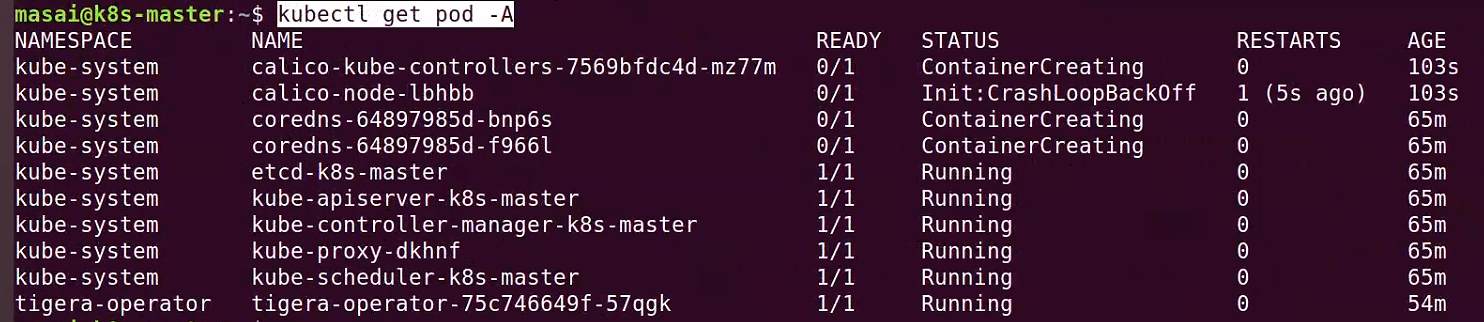 masai@k8s-master:~$ kubectl get pod -A
NAMESPACE NAME READY STATUS RESTARTS AGE
kube-system calico-kube-controllers-7569bfdc4d-mz77m 0/1 ContainerCreating 0 103s
kube-system calico-node-lbhbb 0/1 Init:CrashLoopBackOff 1 (5s ago) 103s
kube-system coredns-64897985d-bnp6s 0/1 ContainerCreating 0 65m
kube-system coredns-64897985d-f966l 0/1 ContainerCreating 0 65m
kube-system etcd-k8s-master 1/1 Running 0 65m
kube-system kube-apiserver-k8s-master 1/1 Running 0 65m
kube-system kube-controller-manager-k8s-master 1/1 Running 0 65m
kube-system kube-proxy-dkhnf 1/1 Running 0 65m
kube-system kube-scheduler-k8s-master 1/1 Running 0 65m
tigera-operator tigera-operator-75c746649f-57qgk 1/1 Running 0 54m